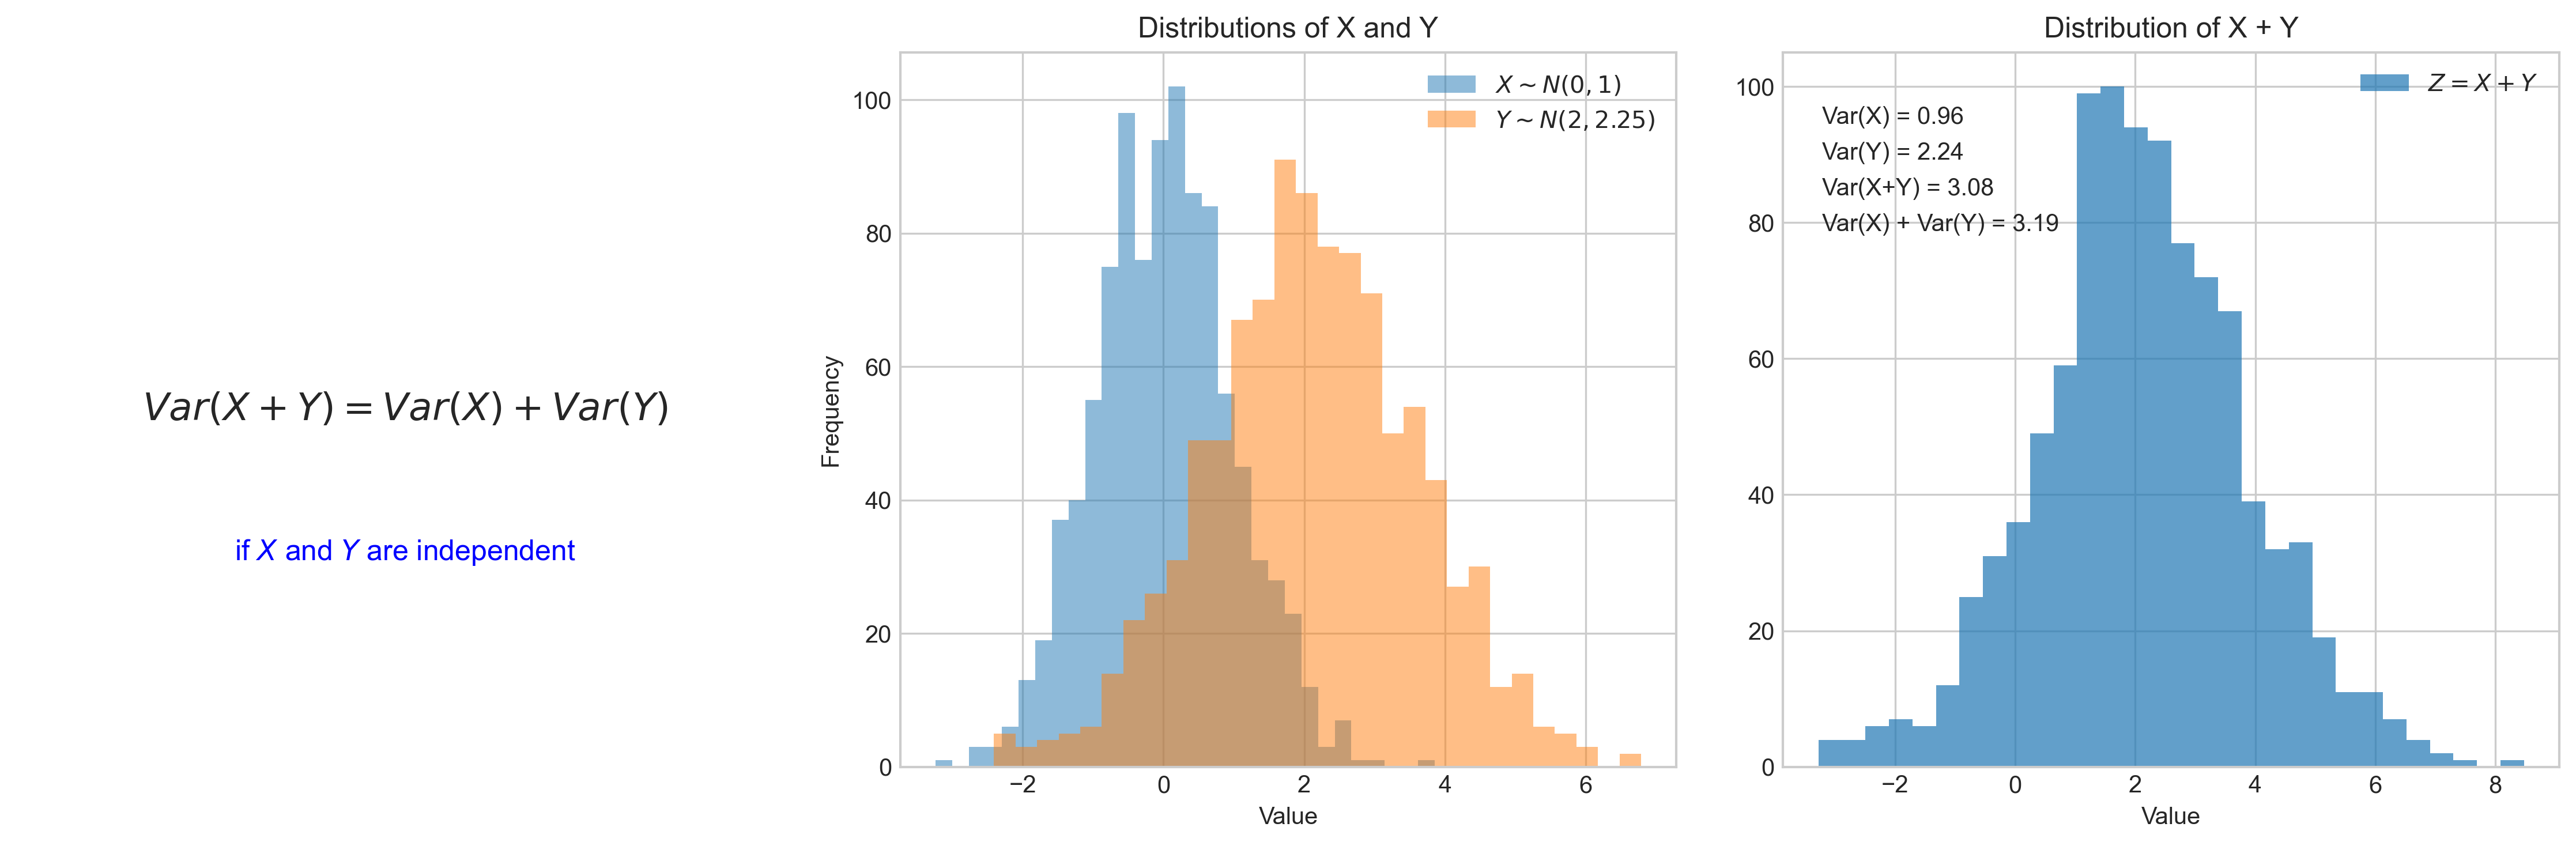 Var(X + Y) = Var(X) + Var(Y)
if X and Y are independent
Distributions of X and Y
X ∼ N(0, 1)
Y ∼ N(2, 2.25)
Frequency
100
80
60
40
20
0
−2
0
2
4
6
Value
Distribution of X + Y
Z = X + Y
Var(X) = 0.96
Var(Y) = 2.24
Var(X+Y) = 3.08
Var(X) + Var(Y) = 3.19
100
80
60
40
20
0
−2
0
2
4
6
8
Value